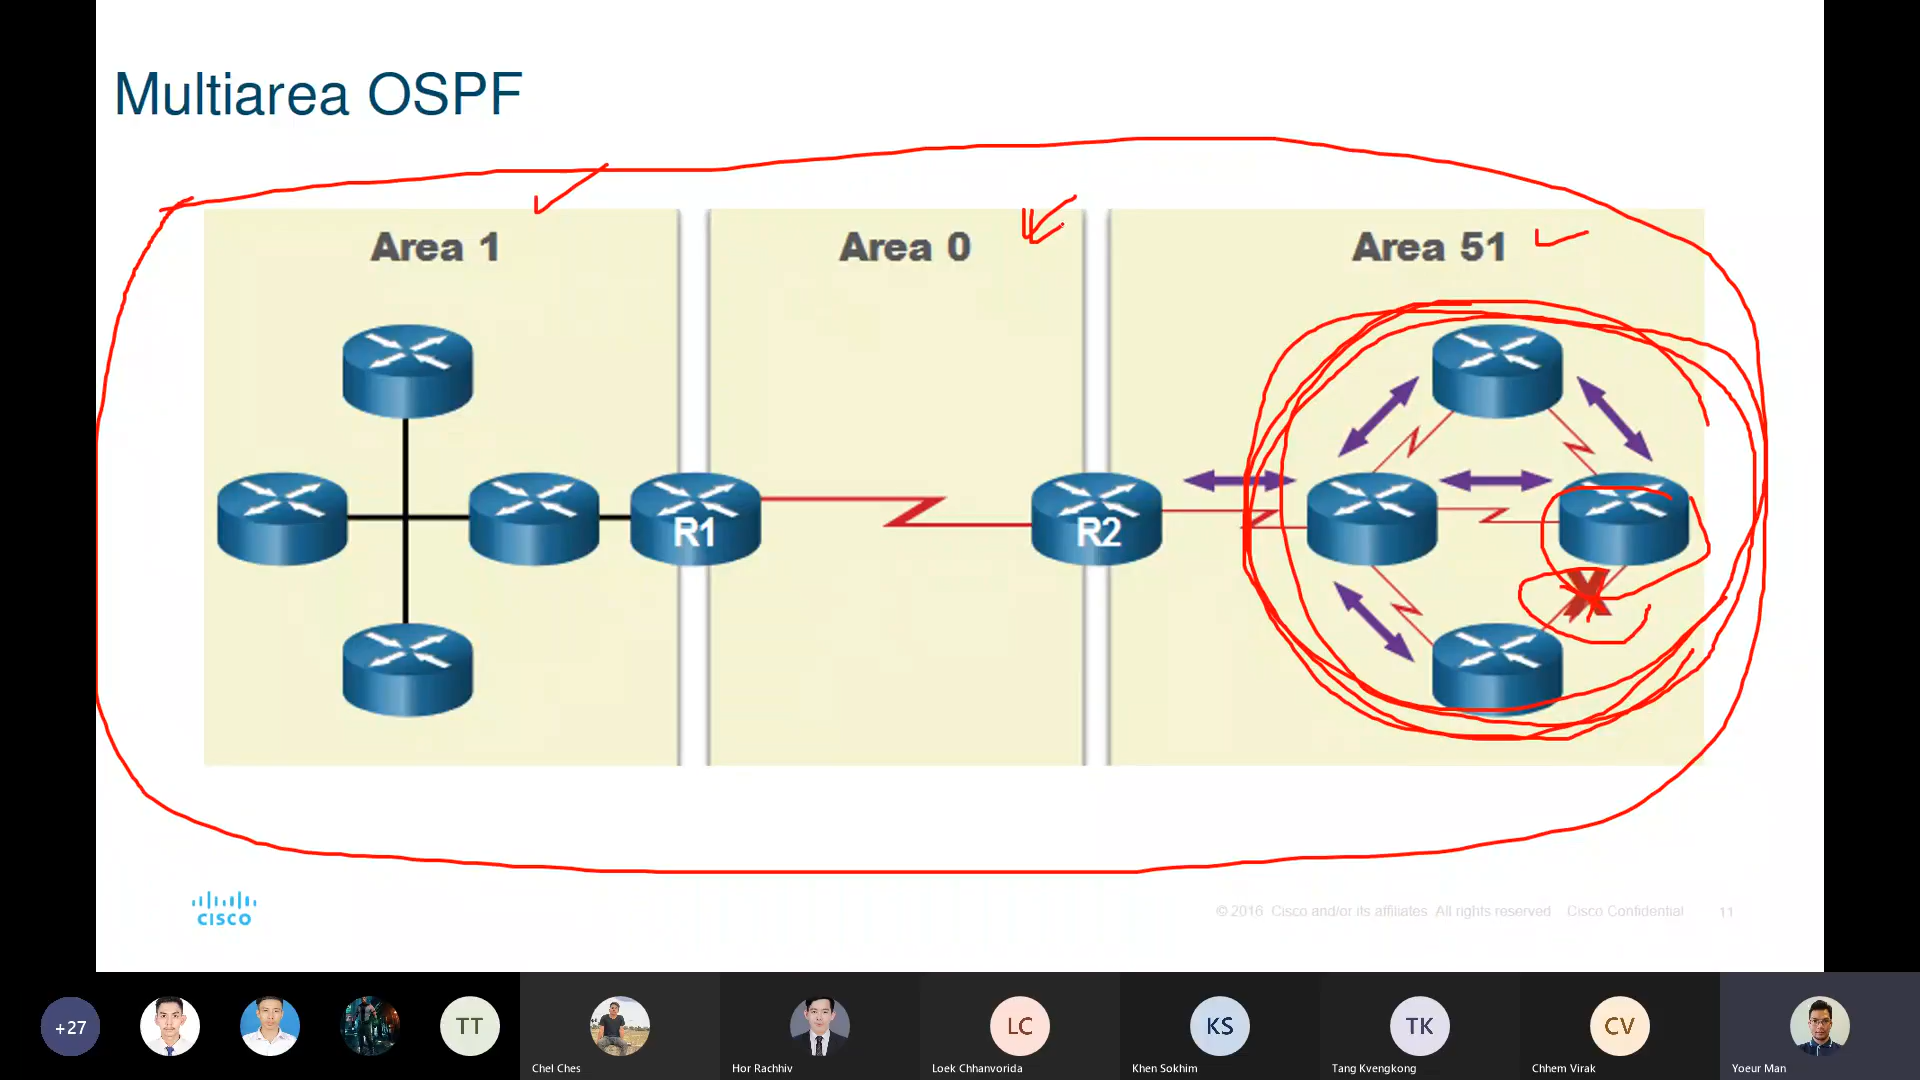 Multiarea OSPF
Area 1
Area 0
Area 51
R1
R2
CISCO
© 2016 Cisco and/or its affiliates All rights reserved Cisco Confidential 11
+27
TT
LC
KS
TK
CV
Chel Ches
Hor Rachhiv
Loek Chhanvorida
Khen Sokhim
Tang Kvengkong
Chhem Virak
Yoeur Man